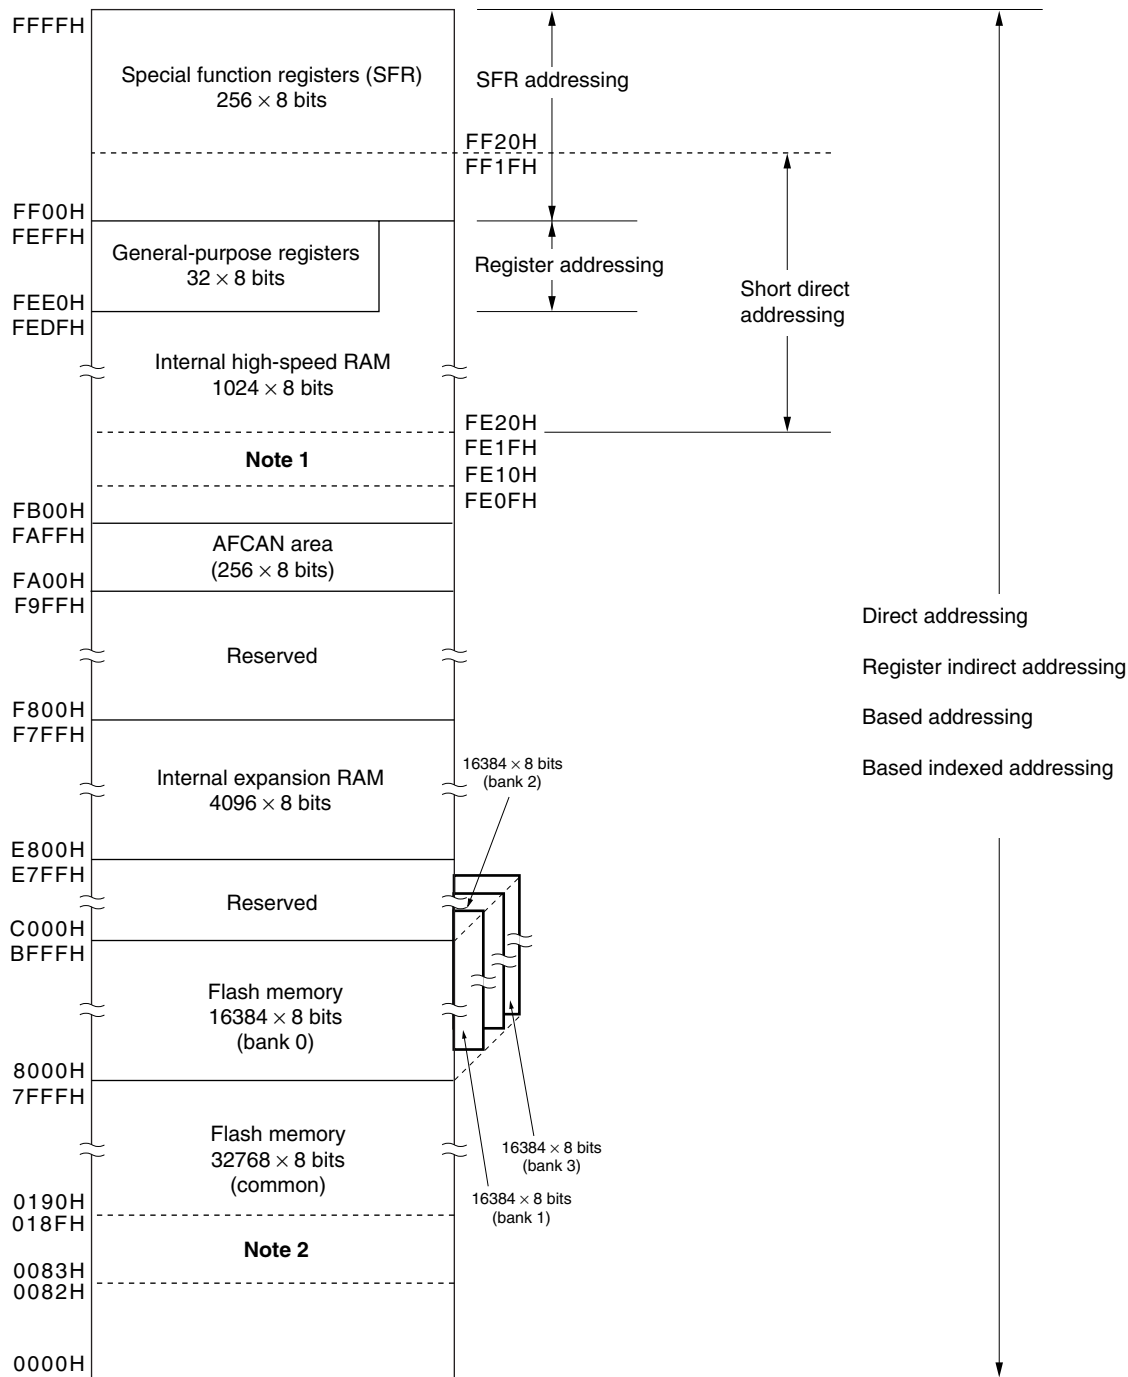 FFFFH
Special function registers (SFR)
256 × 8 bits
SFR addressing
FF20H
FF1FH
FF00H
FEFFH
General-purpose registers
32 × 8 bits
Register addressing
Short direct
addressing
FEE0H
FEDFH
Internal high-speed RAM
1024 × 8 bits
FE20H
FE1FH
Note 1
FE10H
FE0FH
FB00H
FAFFH
AFCAN area
(256 × 8 bits)
FA00H
F9FFH
Direct addressing
Register indirect addressing
Based addressing
Based indexed addressing
Reserved
F800H
F7FFH
Internal expansion RAM
4096 × 8 bits
16384 × 8 bits
(bank 2)
E800H
E7FFH
Reserved
C000H
BFFFH
Flash memory
16384 × 8 bits
(bank 0)
8000H
7FFFH
Flash memory
32768 × 8 bits
(common)
16384 × 8 bits
(bank 3)
16384 × 8 bits
(bank 1)
0190H
018FH
Note 2
0083H
0082H
0000H